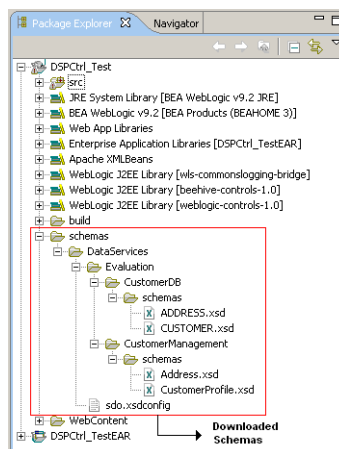 Package Explorer Navigator
DSPCtrl_Test
src
JRE System Library [BEA WebLogic v9.2 JRE]
BEA WebLogic v9.2 [BEA Products (BEAHOME 3)]
Web App Libraries
Enterprise Application Libraries [DSPCtrl_TestEAR]
Apache XMLBeans
WebLogic J2EE Library [wls-commonslogging-bridge]
WebLogic J2EE Library [beehive-controls-1.0]
WebLogic J2EE Library [weblogic-controls-1.0]
build
schemas
DataServices
Evaluation
CustomerDB
schemas
ADDRESS.xsd
CUSTOMER.xsd
CustomerManagement
schemas
Address.xsd
CustomerProfile.xsd
sdo.xsdconfig
WebContent
DSPCtrl_TestEAR
Downloaded
Schemas